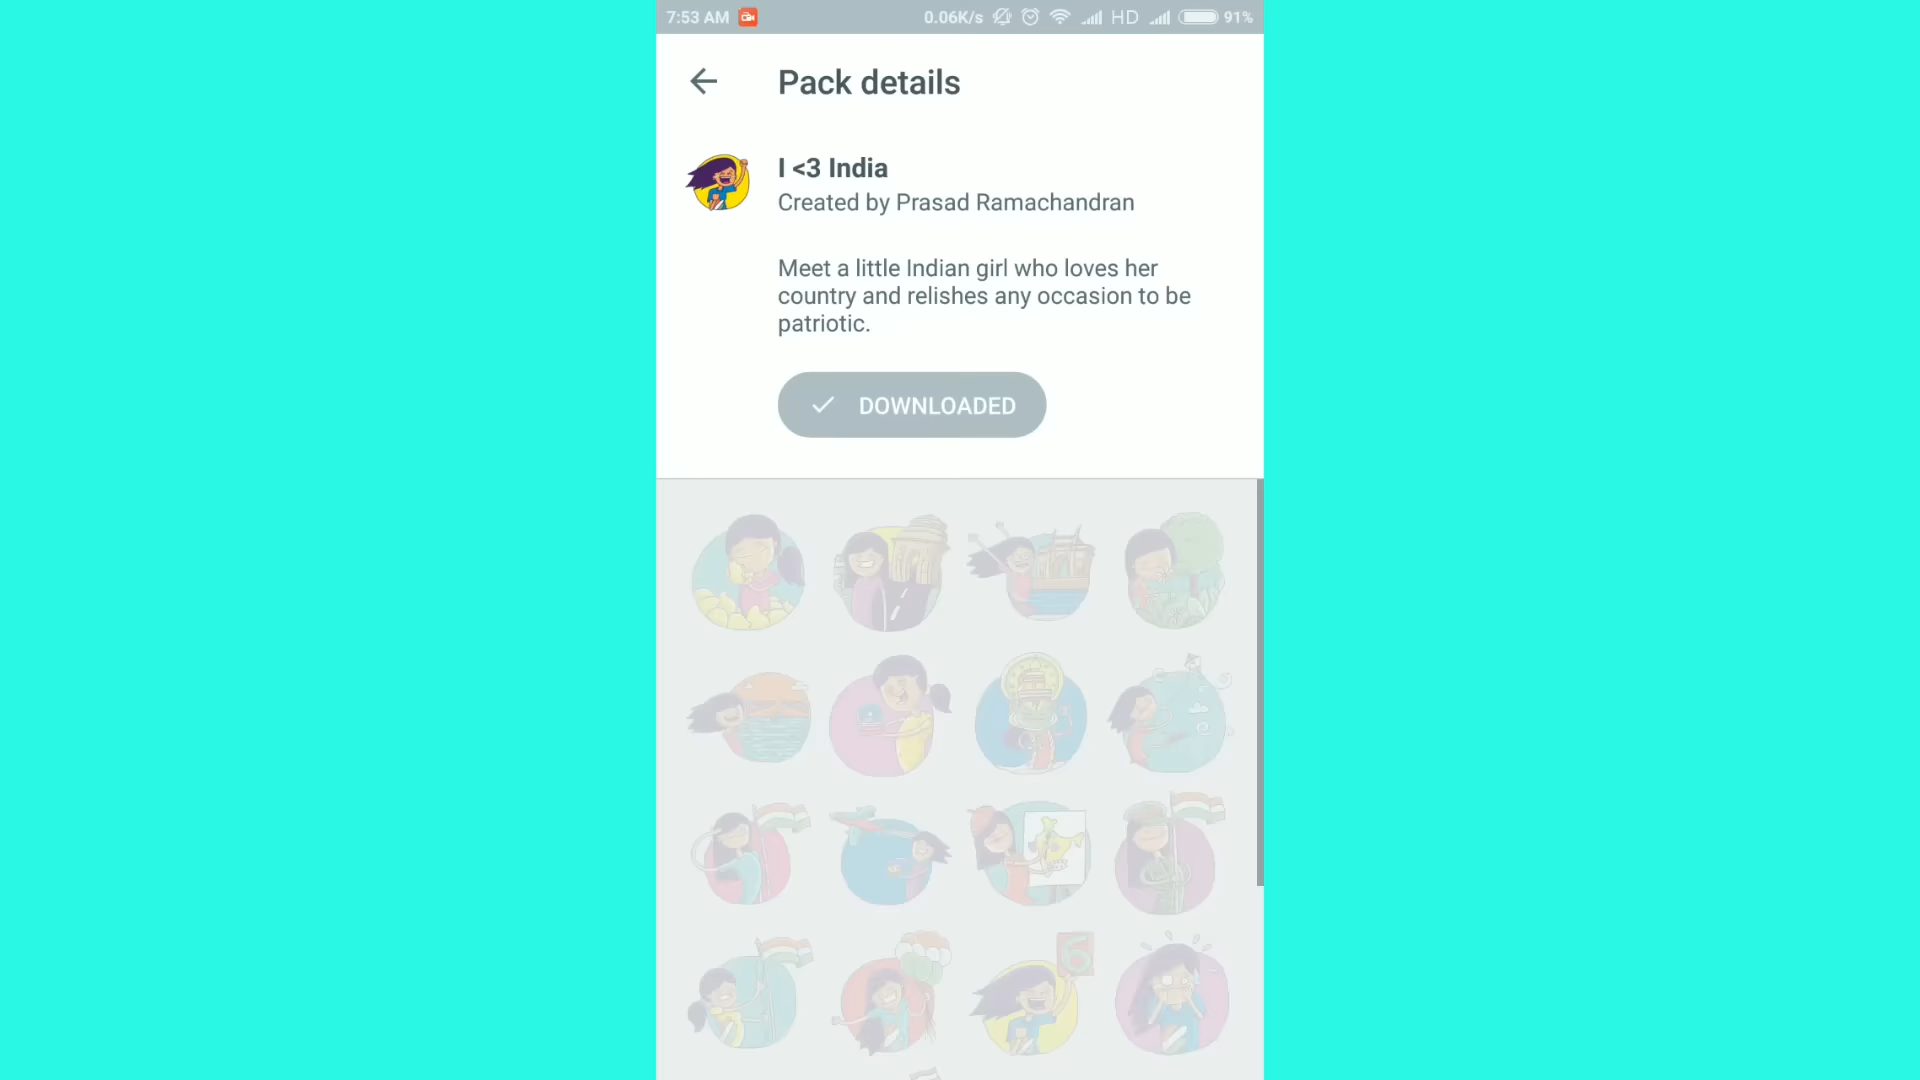 7:53 AM 0.06K/s HD 91%
Pack details
I <3 India
Created by Prasad Ramachandran
Meet a little Indian girl who loves her
country and relishes any occasion to be
patriotic.
DOWNLOADED
6